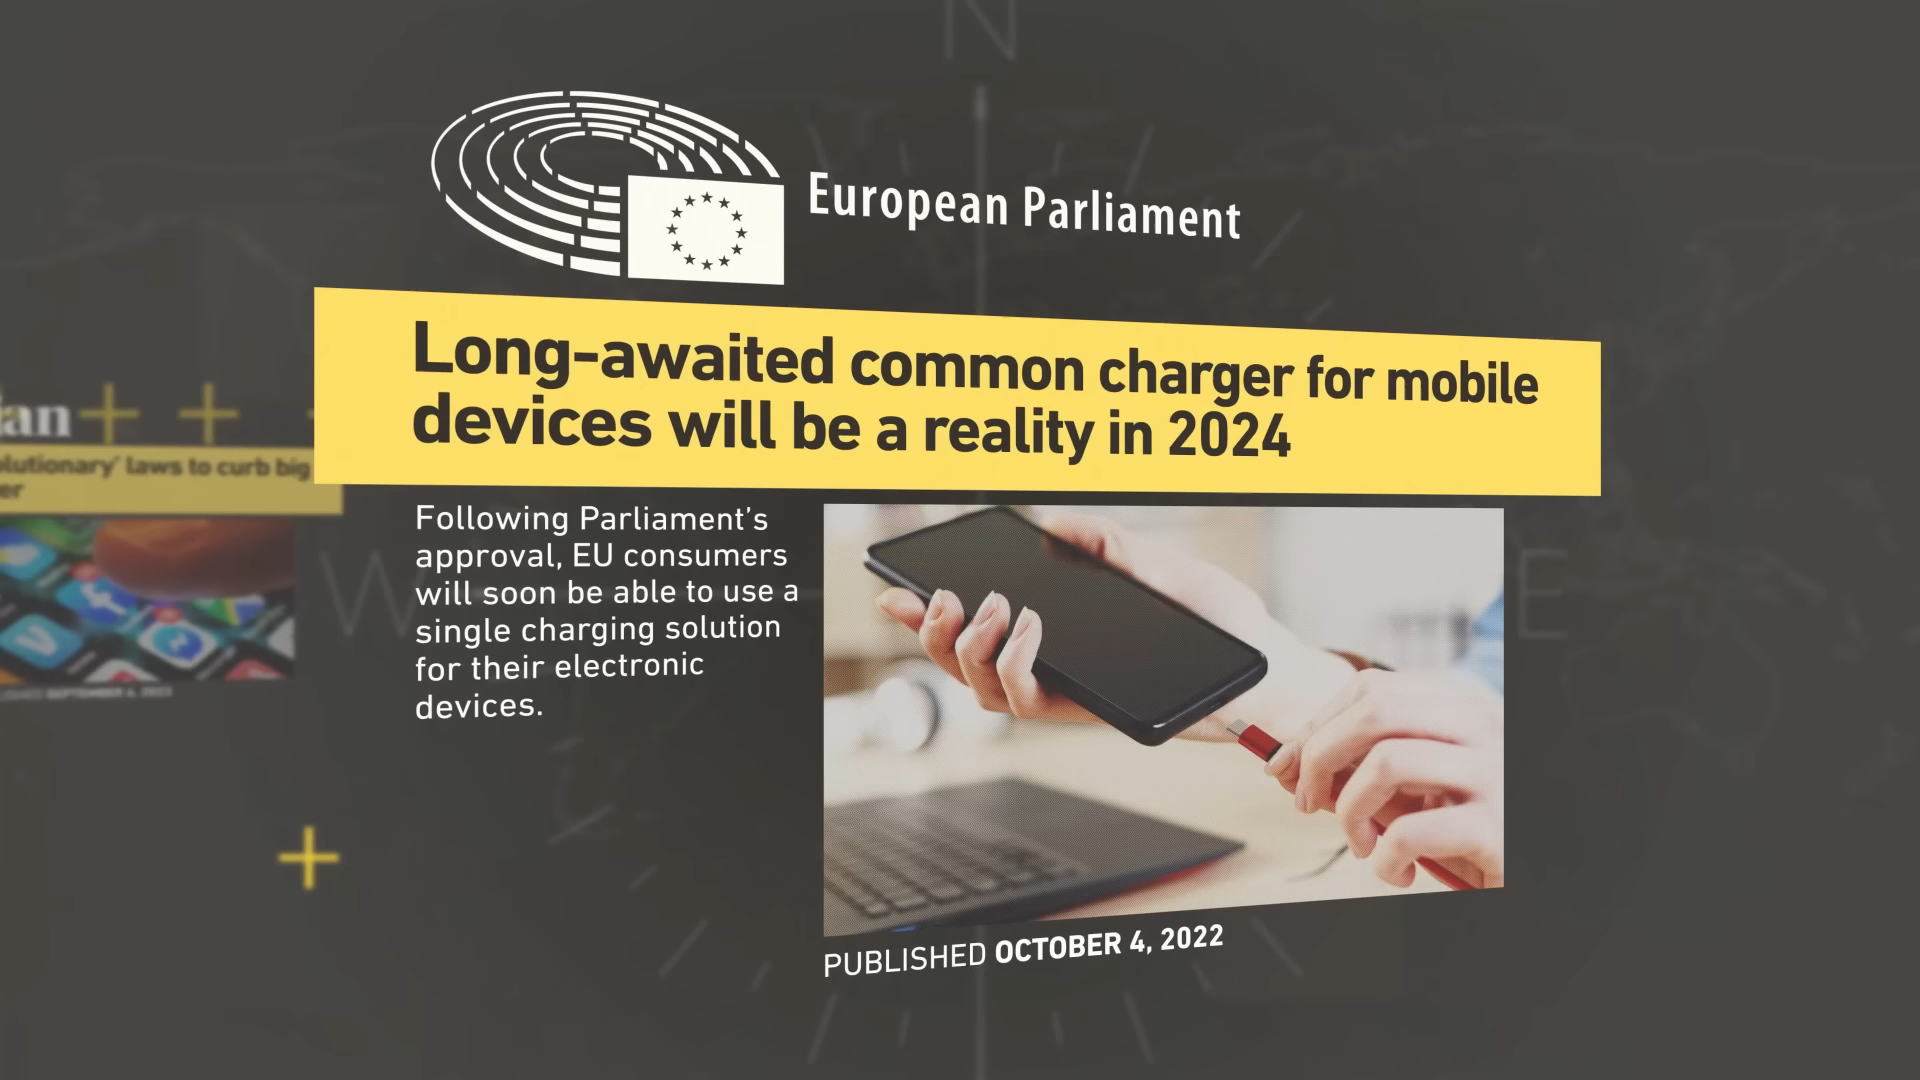 N
European Parliament
Long-awaited common charger for mobile
devices will be a reality in 2024
an
olutionary' laws to curb big
er
Following Parliament's
approval, EU consumers
will soon be able to use a
single charging solution
for their electronic
devices.
W
E
PUBLISHED OCTOBER 4, 2022